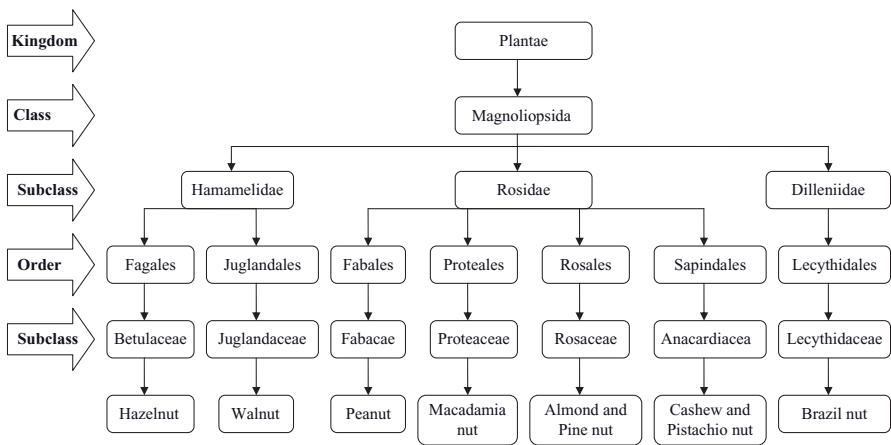 Kingdom
Plantae
Class
Magnoliopsida
Subclass
Hamamelidae
Rosidae
Dilleniidae
Order
Fagales
Juglandales
Fabales
Proteales
Rosales
Sapindales
Lecythidales
Subclass
Betulaceae
Juglandaceae
Fabacae
Proteaceae
Rosaceae
Anacardiacea
Lecythidaceae
Hazelnut
Walnut
Peanut
Macadamia
nut
Almond and
Pine nut
Cashew and
Pistachio nut
Brazil nut